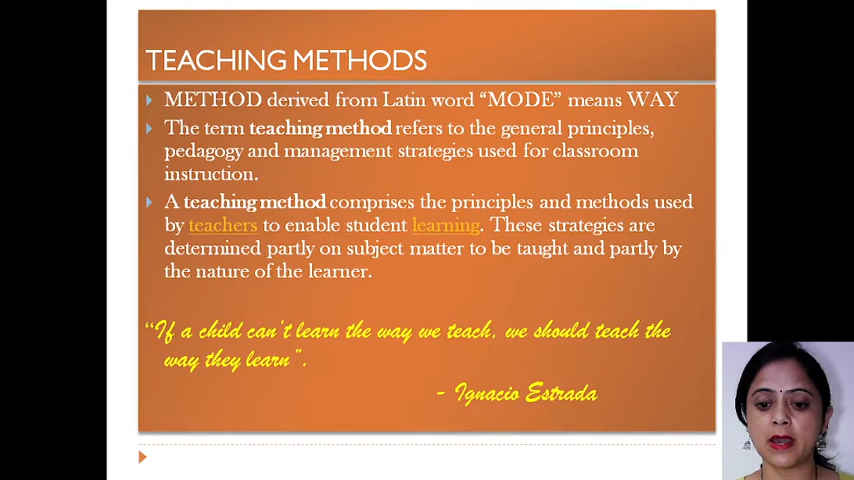 TEACHING METHODS
METHOD derived from Latin word “MODE” means WAY
The term teaching method refers to the general principles,
pedagogy and management strategies used for classroom
instruction.
A teaching method comprises the principles and methods used
by teachers to enable student learning. These strategies are
determined partly on subject matter to be taught and partly by
the nature of the learner.
“If a child can't learn the way we teach, we should teach the
way they learn”.
- Ignacio Estrada